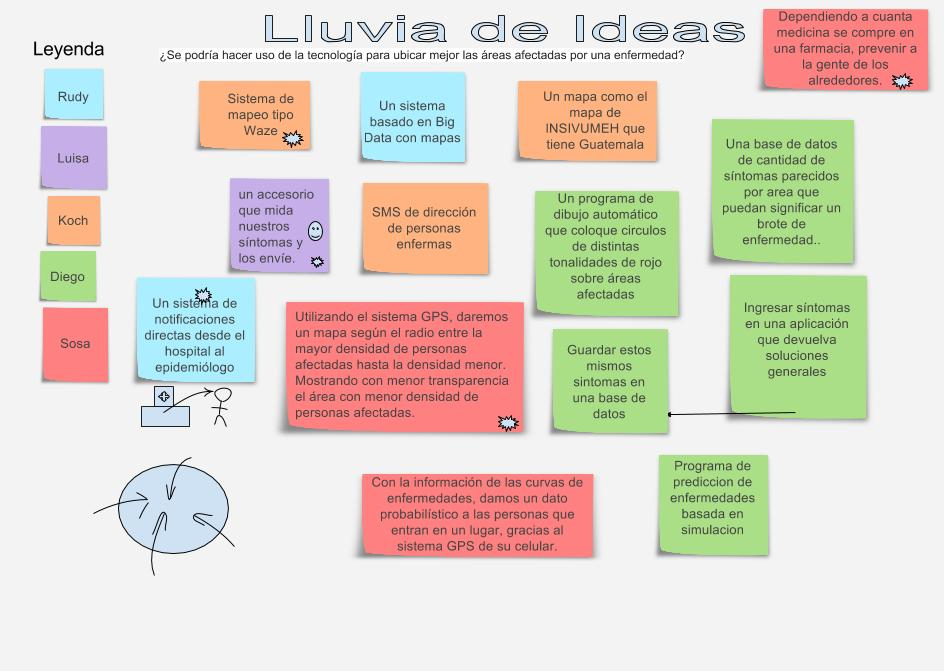 Lluvia de Ideas
¿Se podría hacer uso de la tecnología para ubicar mejor las áreas afectadas por una enfermedad?
Leyenda
Rudy
Luisa
Koch
Diego
Sosa
Dependiendo a cuanta
medicina se compre en
una farmacia, prevenir a
la gente de los
alrededores.
Sistema de
mapeo tipo
Waze
Un sistema
basado en Big
Data con mapas
Un mapa como el
mapa de
INSIVUMEH que
tiene Guatemala
Una base de datos
de cantidad de
síntomas parecidos
por area que
puedan significar un
brote de
enfermedad..
un accesorio
que mida
nuestros
síntomas y
los envíe.
SMS de dirección
de personas
enfermas
Un programa de
dibujo automático
que coloque circulos
de distintas
tonalidades de rojo
sobre áreas
afectadas
Un sistema de
notificaciones
directas desde el
hospital al
epidemiólogo
Utilizando el sistema GPS, daremos
un mapa según el radio entre la
mayor densidad de personas
afectadas hasta la densidad menor.
Mostrando con menor transparencia
el área con menor densidad de
personas afectadas.
Guardar estos
mismos
sintomas en
una base de
datos
Ingresar síntomas
en una aplicación
que devuelva
soluciones
generales
Con la información de las curvas de
enfermedades, damos un dato
probabilístico a las personas que
entran en un lugar, gracias al
sistema GPS de su celular.
Programa de
prediccion de
enfermedades
basada en
simulacion